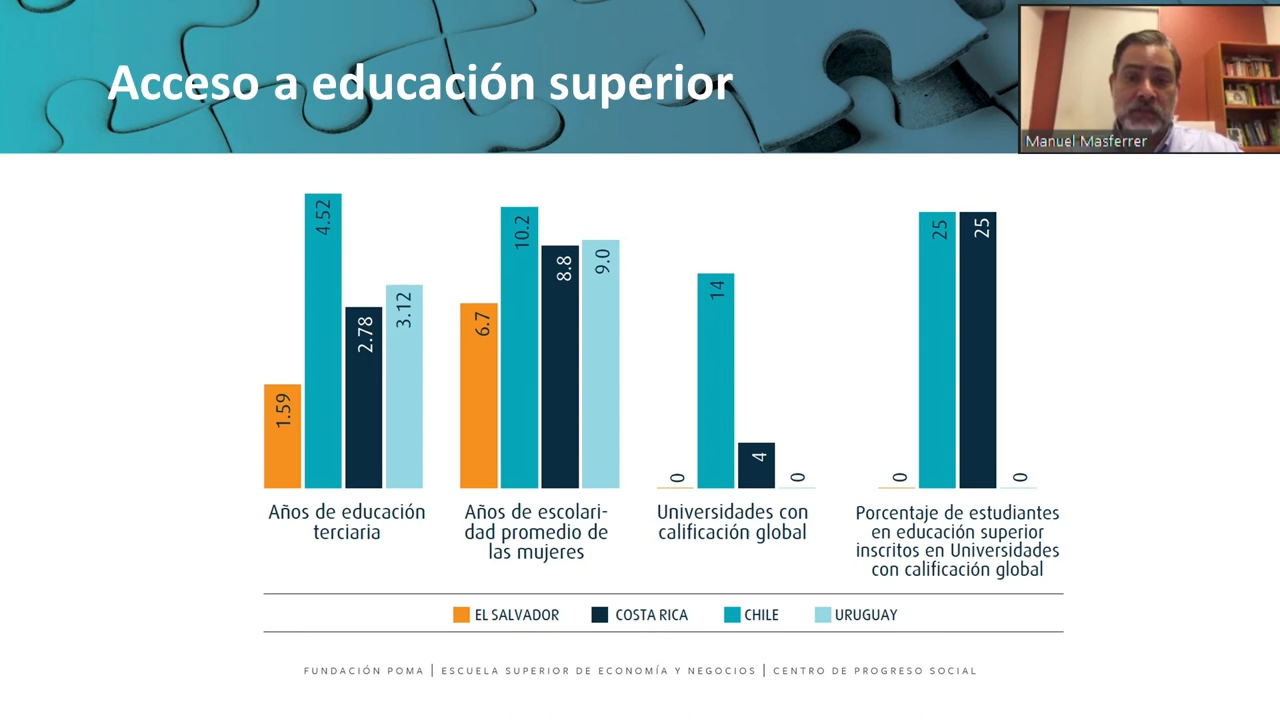 Acceso a educación superior
Manuel Masferrer
1.59
4.52
2.78
3.12
6.7
10.2
8.8
9.0
0
14
4
0
0
25
25
0
Años de educación
terciaria
Años de escolari-
dad promedio de
las mujeres
Universidades con
calificación global
Porcentaje de estudiantes
en educación superior
inscritos en Universidades
con calificación global
EL SALVADOR
COSTA RICA
CHILE
URUGUAY
FUNDACIÓN POMA | ESCUELA SUPERIOR DE ECONOMÍA Y NEGOCIOS | CENTRO DE PROGRESO SOCIAL